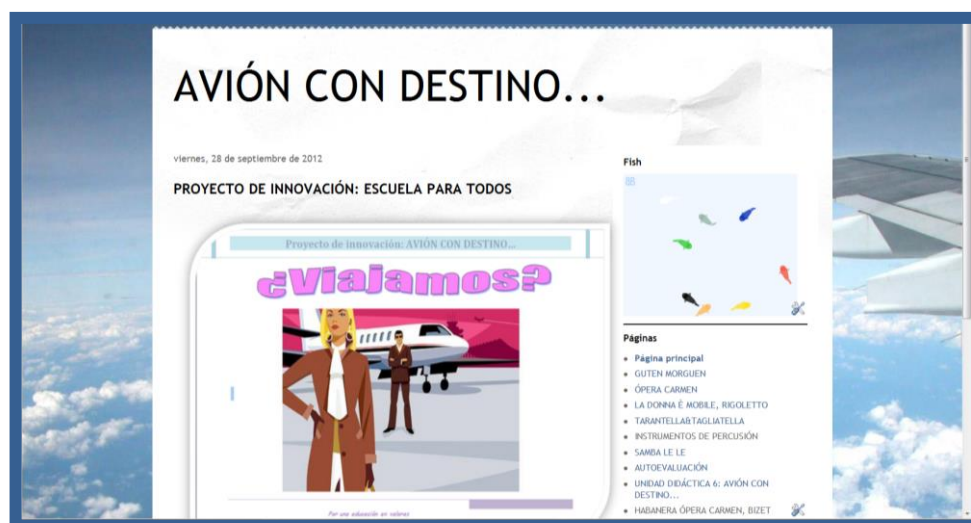 AVIÓN CON DESTINO...
viernes, 28 de septiembre de 2012
PROYECTO DE INNOVACIÓN: ESCUELA PARA TODOS
Proyecto de innovación: AVIÓN CON DESTINO...
¿Viajamos?
Por una educación en valores
Fish
Páginas
Página principal
GUTEN MORGUEN
ÓPERA CARMEN
LA DONNA È MOBILE, RIGOLETTO
TARANTELLA&TAGLIATELLA
INSTRUMENTOS DE PERCUSIÓN
SAMBA LE LE
AUTOEVALUACIÓN
UNIDAD DIDÁCTICA 6: AVIÓN CON
DESTINO...
HABANERA ÓPERA CARMEN, BIZET